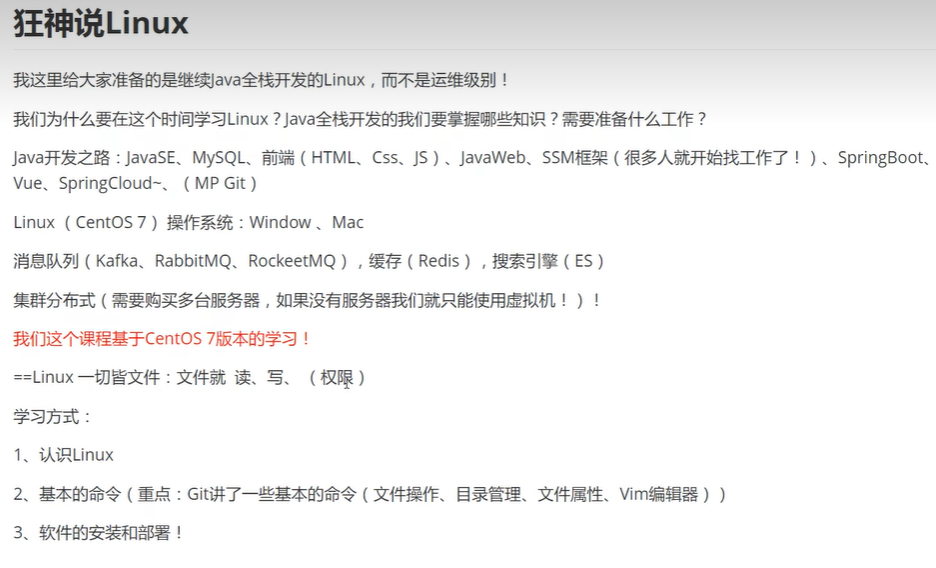 狂神说Linux
我这里给大家准备的是继续Java全栈开发的Linux，而不是运维级别！
我们为什么要在这个时间学习Linux？Java全栈开发的我们要掌握哪些知识？需要准备什么工作？
Java开发之路：JavaSE、MySQL、前端（HTML、Css、JS）、JavaWeb、SSM框架（很多人就开始找工作了！）、SpringBoot、
Vue、SpringCloud~、（MP Git）
Linux （CentOS 7）操作系统：Window 、Mac
消息队列（Kafka、RabbitMQ、RockeetMQ），缓存（Redis），搜索引擎（ES）
集群分布式（需要购买多台服务器，如果没有服务器我们就只能使用虚拟机！）！
我们这个课程基于CentOS 7版本的学习！
==Linux 一切皆文件：文件就 读、写、（权限）
学习方式：
1、认识Linux
2、基本的命令（重点：Git讲了一些基本的命令（文件操作、目录管理、文件属性、Vim编辑器））
3、软件的安装和部署！